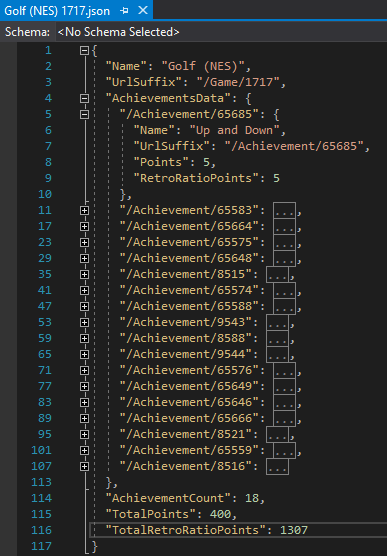 Golf (NES) 1717.json
Schema: <No Schema Selected>
1 {
2 "Name": "Golf (NES)",
3 "UrlSuffix": "/Game/1717",
4 "AchievementsData": {
5 "/Achievement/65685": {
6 "Name": "Up and Down",
7 "UrlSuffix": "/Achievement/65685",
8 "Points": 5,
9 "RetroRatioPoints": 5
10 },
11 "/Achievement/65583": ...,
17 "/Achievement/65664": ...,
23 "/Achievement/65575": ...,
29 "/Achievement/65648": ...,
35 "/Achievement/8515": ...,
41 "/Achievement/65574": ...,
47 "/Achievement/65588": ...,
53 "/Achievement/9543": ...,
59 "/Achievement/8588": ...,
65 "/Achievement/9544": ...,
71 "/Achievement/65576": ...,
77 "/Achievement/65649": ...,
83 "/Achievement/65646": ...,
89 "/Achievement/65666": ...,
95 "/Achievement/8521": ...,
101 "/Achievement/65559": ...,
107 "/Achievement/8516": ...
113 },
114 "AchievementCount": 18,
115 "TotalPoints": 400,
116 "TotalRetroRatioPoints": 1307
117 }